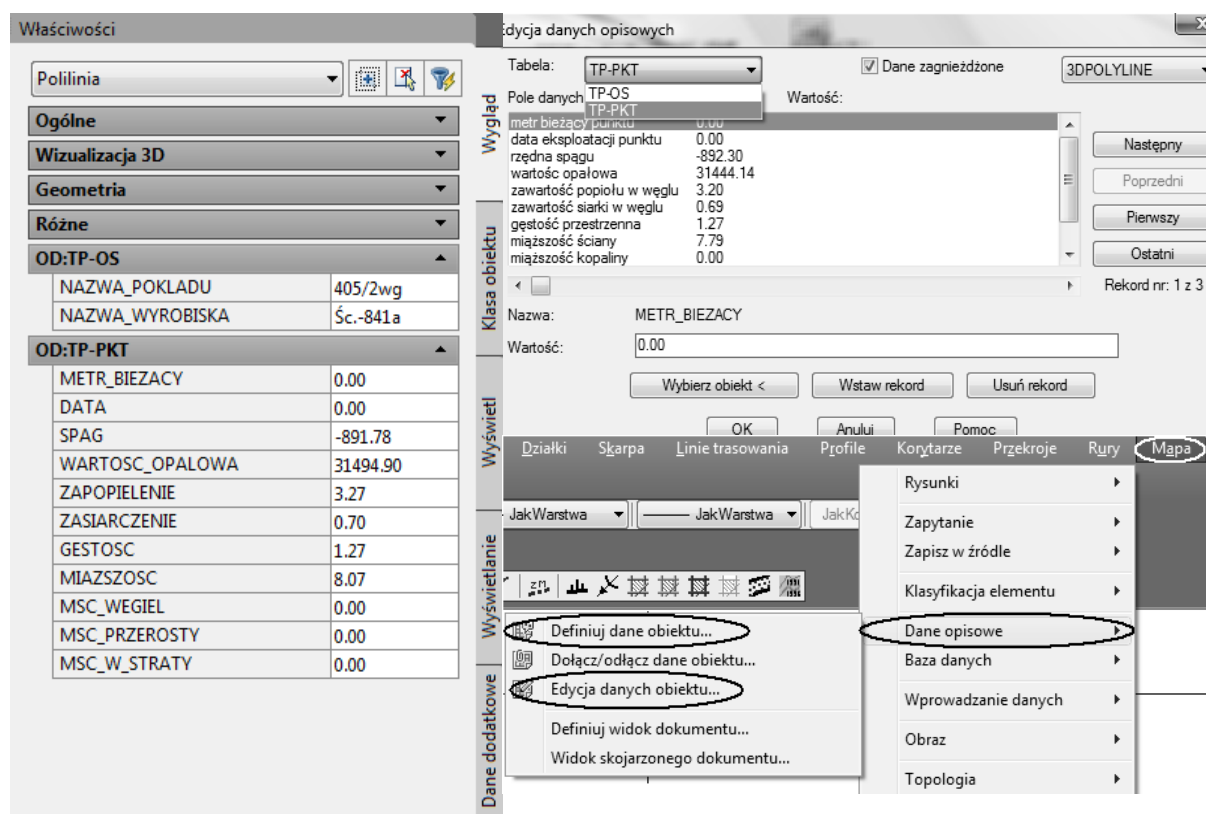 Właściwości
Polilinia
Ogólne
Wizualizacja 3D
Geometria
Różne
OD:TP-OS
NAZWA_POKLADU 405/2wg
NAZWA_WYROBISKA Śc.-841a
OD:TP-PKT
METR_BIEZACY 0.00
DATA 0.00
SPAG -891.78
WARTOSC_OPALOWA 31494.90
ZAPOPIELENIE 3.27
ZASIARCZENIE 0.70
GESTOSC 1.27
MIAZSZOSC 8.07
MSC_WEGIEL 0.00
MSC_PRZEROSTY 0.00
MSC_W_STRATY 0.00
Wygląd
Klasa obiektu
Wyświetl
Wyświetlanie
Dane dodatkowe
Edycja danych opisowych
Tabela: TP-PKT Dane zagnieżdżone 3DPOLYLINE
TP-OS
TP-PKT
Pole danych Wartość:
metr bieżący punktu 0.00
data eksploatacji punktu 0.00
rzędna spągu -892.30
wartośc opałowa 31444.14
zawartość popiołu w węglu 3.20
zawartość siarki w węglu 0.69
gęstość przestrzenna 1.27
miąższość ściany 7.79
miąższość kopaliny 0.00
Następny
Poprzedni
Pierwszy
Ostatni
Rekord nr: 1 z 3
Nazwa: METR_BIEZACY
Wartość: 0.00
Wybierz obiekt < Wstaw rekord Usuń rekord
OK Anuluj Pomoc
Działki Skarpa Linie trasowania Profile Korytarze Przekroje Rury Mapa
JakWarstwa JakWarstwa JakKo
Rysunki
Zapytanie
Zapisz w źródle
Klasyfikacja elementu
Dane opisowe
Baza danych
Wprowadzanie danych
Obraz
Topologia
Definiuj dane obiektu...
Dołącz/odłącz dane obiektu...
Edycja danych obiektu...
Definiuj widok dokumentu...
Widok skojarzonego dokumentu...